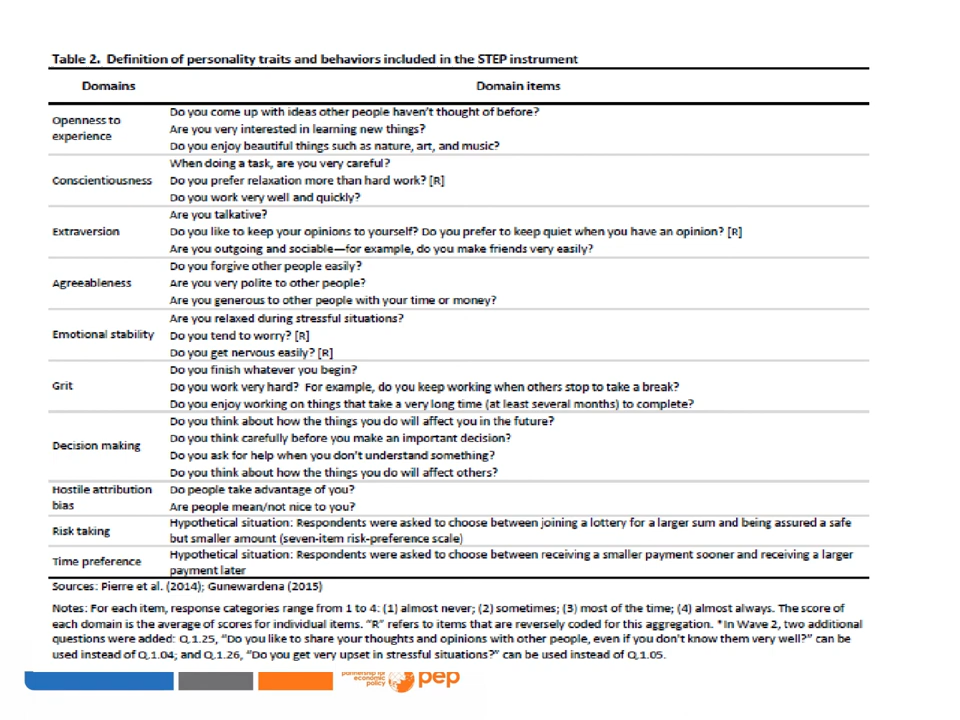 Table 2. Definition of personality traits and behaviors included in the STEP instrument
Domains Domain items
Openness to experience
Do you come up with ideas other people haven't thought of before?
Are you very interested in learning new things?
Do you enjoy beautiful things such as nature, art, and music?
Conscientiousness
When doing a task, are you very careful?
Do you prefer relaxation more than hard work? [R]
Do you work very well and quickly?
Extraversion
Are you talkative?
Do you like to keep your opinions to yourself? Do you prefer to keep quiet when you have an opinion? [R]
Are you outgoing and sociable—for example, do you make friends very easily?
Agreeableness
Do you forgive other people easily?
Are you very polite to other people?
Are you generous to other people with your time or money?
Emotional stability
Are you relaxed during stressful situations?
Do you tend to worry? [R]
Do you get nervous easily? [R]
Grit
Do you finish whatever you begin?
Do you work very hard? For example, do you keep working when others stop to take a break?
Do you enjoy working on things that take a very long time (at least several months) to complete?
Decision making
Do you think about how the things you do will affect you in the future?
Do you think carefully before you make an important decision?
Do you ask for help when you don't understand something?
Do you think about how the things you do will affect others?
Hostile attribution bias
Do people take advantage of you?
Are people mean/not nice to you?
Risk taking
Hypothetical situation: Respondents were asked to choose between joining a lottery for a larger sum and being assured a safe
but smaller amount (seven-item risk-preference scale)
Time preference
Hypothetical situation: Respondents were asked to choose between receiving a smaller payment sooner and receiving a larger
payment later
Sources: Pierre et al. (2014); Gunewardena (2015)
Notes: For each item, response categories range from 1 to 4: (1) almost never; (2) sometimes; (3) most of the time; (4) almost always. The score of
each domain is the average of scores for individual items. "R" refers to items that are reversely coded for this aggregation. *In Wave 2, two additional
questions were added: Q.1.25, "Do you like to share your thoughts and opinions with other people, even if you don't know them very well?" can be
used instead of Q.1.04; and Q.1.26, "Do you get very upset in stressful situations?" can be used instead of Q.1.05.
partnership for
economic
policy
pep